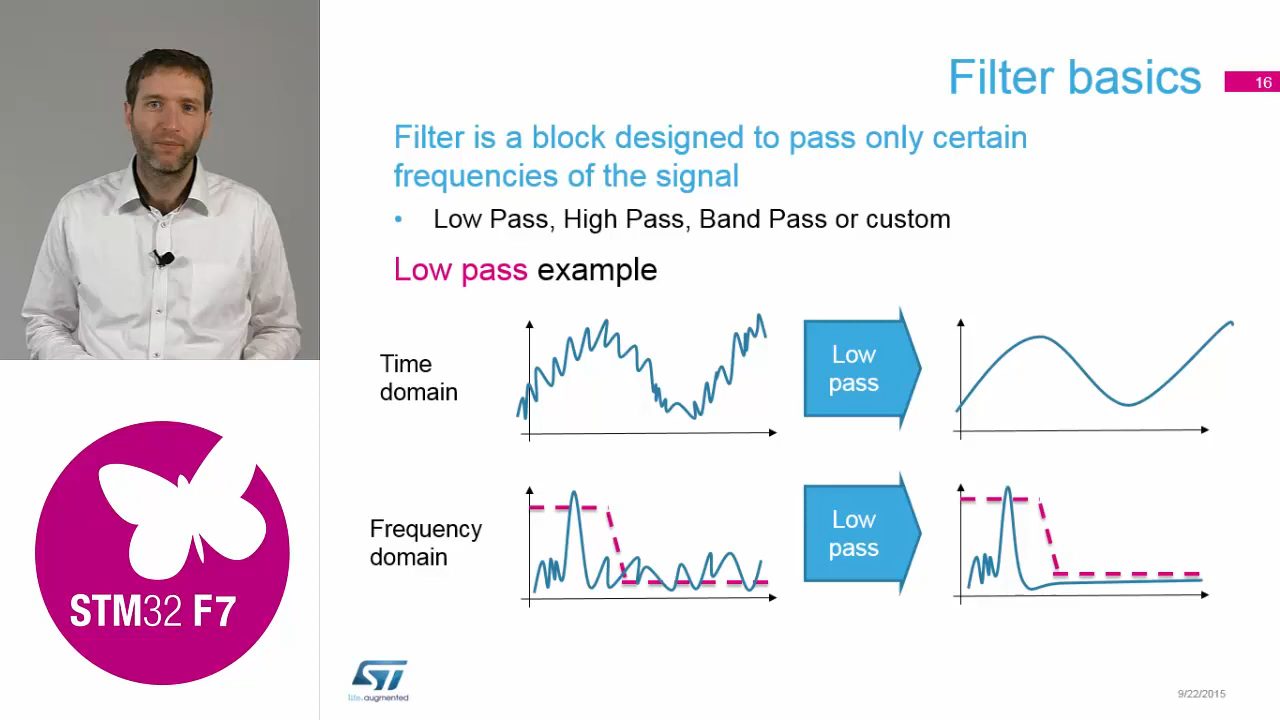 Filter basics
16
Filter is a block designed to pass only certain
frequencies of the signal
• Low Pass, High Pass, Band Pass or custom
Low pass example
Time
domain
Low
pass
Frequency
domain
Low
pass
STM32 F7
ST
life.augmented
9/22/2015